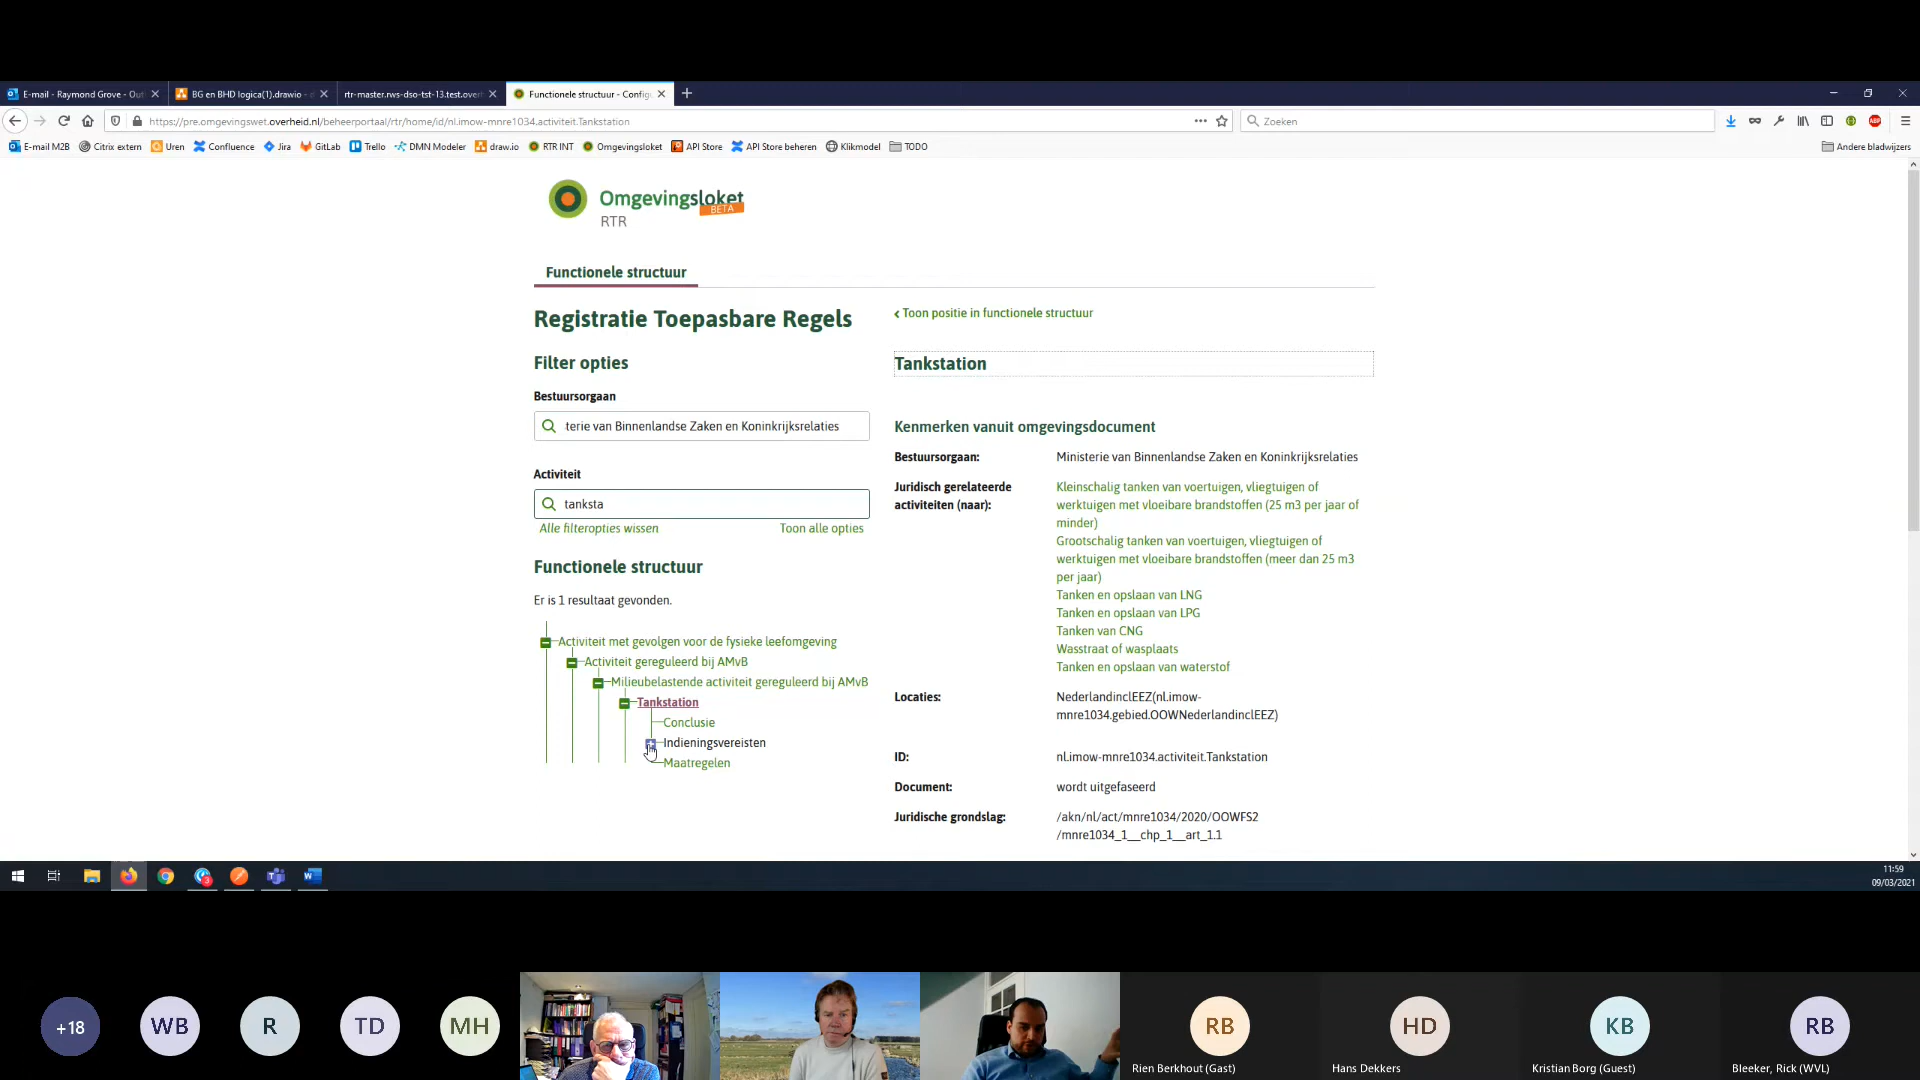 E-mail - Raymond Grove - Out
BG en BHD logica(1).drawio -
rtr-master.rws-dso-tst-13.test.over
Functionele structuur - Config
https://pre.omgevingswet.overheid.nl/beheerportaal/rtr/home/id/nl.imow-mnre1034.activiteit.Tankstation
Zoeken
E-mail M2B
Citrix extern
Uren
Confluence
Jira
GitLab
Trello
DMN Modeler
draw.io
RTR INT
Omgevingsloket
API Store
API Store beheren
Klikmodel
TODO
Andere bladwijzers
Omgevingsloket
BETA
RTR
Functionele structuur
Registratie Toepasbare Regels
Filter opties
Bestuursorgaan
terie van Binnenlandse Zaken en Koninkrijksrelaties
Activiteit
tanksta
Alle filteropties wissen
Toon alle opties
Functionele structuur
Er is 1 resultaat gevonden.
Activiteit met gevolgen voor de fysieke leefomgeving
Activiteit gereguleerd bij AMvB
Milieubelastende activiteit gereguleerd bij AMvB
Tankstation
Conclusie
Indieningsvereisten
Maatregelen
Toon positie in functionele structuur
Tankstation
Kenmerken vanuit omgevingsdocument
Bestuursorgaan:
Ministerie van Binnenlandse Zaken en Koninkrijksrelaties
Juridisch gerelateerde
activiteiten (naar):
Kleinschalig tanken van voertuigen, vliegtuigen of
werktuigen met vloeibare brandstoffen (25 m3 per jaar of
minder)
Grootschalig tanken van voertuigen, vliegtuigen of
werktuigen met vloeibare brandstoffen (meer dan 25 m3
per jaar)
Tanken en opslaan van LNG
Tanken en opslaan van LPG
Tanken van CNG
Wasstraat of wasplaats
Tanken en opslaan van waterstof
Locaties:
NederlandinclEEZ(nl.imow-
mnre1034.gebied.OOWNederlandinclEEZ)
ID:
nl.imow-mnre1034.activiteit.Tankstation
Document:
wordt uitgefaseerd
Juridische grondslag:
/akn/nl/act/mnre1034/2020/OOWFS2
/mnre1034_1__chp_1__art_1.1
11:59
09/03/2021
+18
WB
R
TD
MH
RB
Rien Berkhout (Gast)
HD
Hans Dekkers
KB
Kristian Borg (Guest)
RB
Bleeker, Rick (WVL)